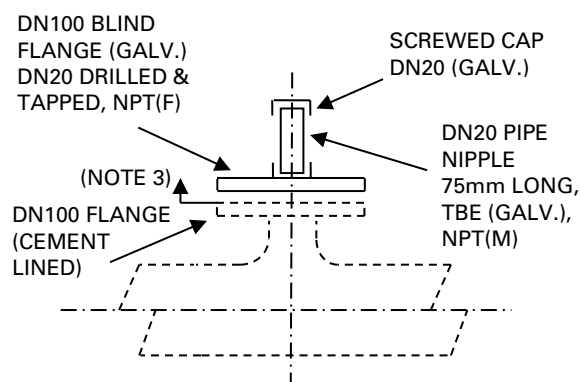 DN100 BLIND
FLANGE (GALV.)
DN20 DRILLED &
TAPPED, NPT(F)
SCREWED CAP
DN20 (GALV.)
DN20 PIPE
NIPPLE
75mm LONG,
TBE (GALV.),
NPT(M)
(NOTE 3)
DN100 FLANGE
(CEMENT
LINED)